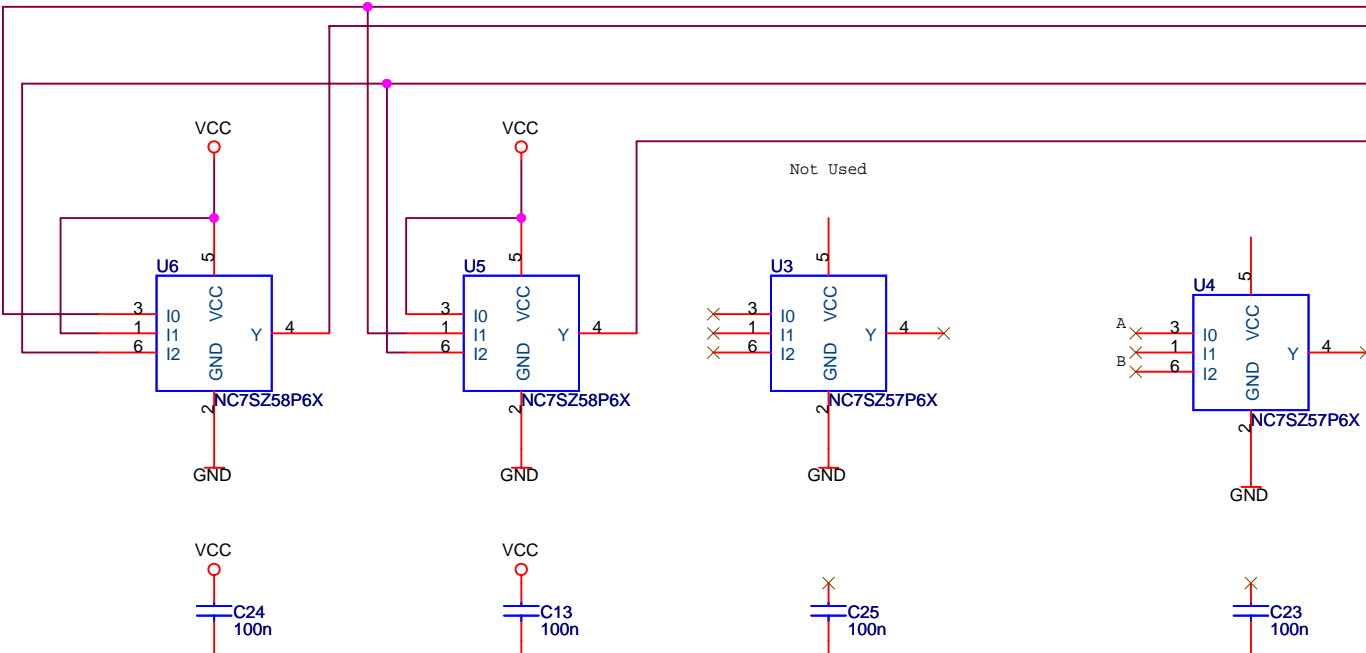 VCC
VCC
Not Used
U6
5
VCC
3
I0
1
I1
6
I2
Y
4
GND
2
NC7SZ58P6X
GND
U5
5
VCC
3
I0
1
I1
6
I2
Y
4
GND
2
NC7SZ58P6X
GND
U3
5
VCC
3
I0
1
I1
6
I2
Y
4
GND
2
NC7SZ57P6X
GND
U4
5
VCC
A
3
I0
1
I1
B
6
I2
Y
4
GND
2
NC7SZ57P6X
GND
VCC
C24
100n
VCC
C13
100n
C25
100n
C23
100n